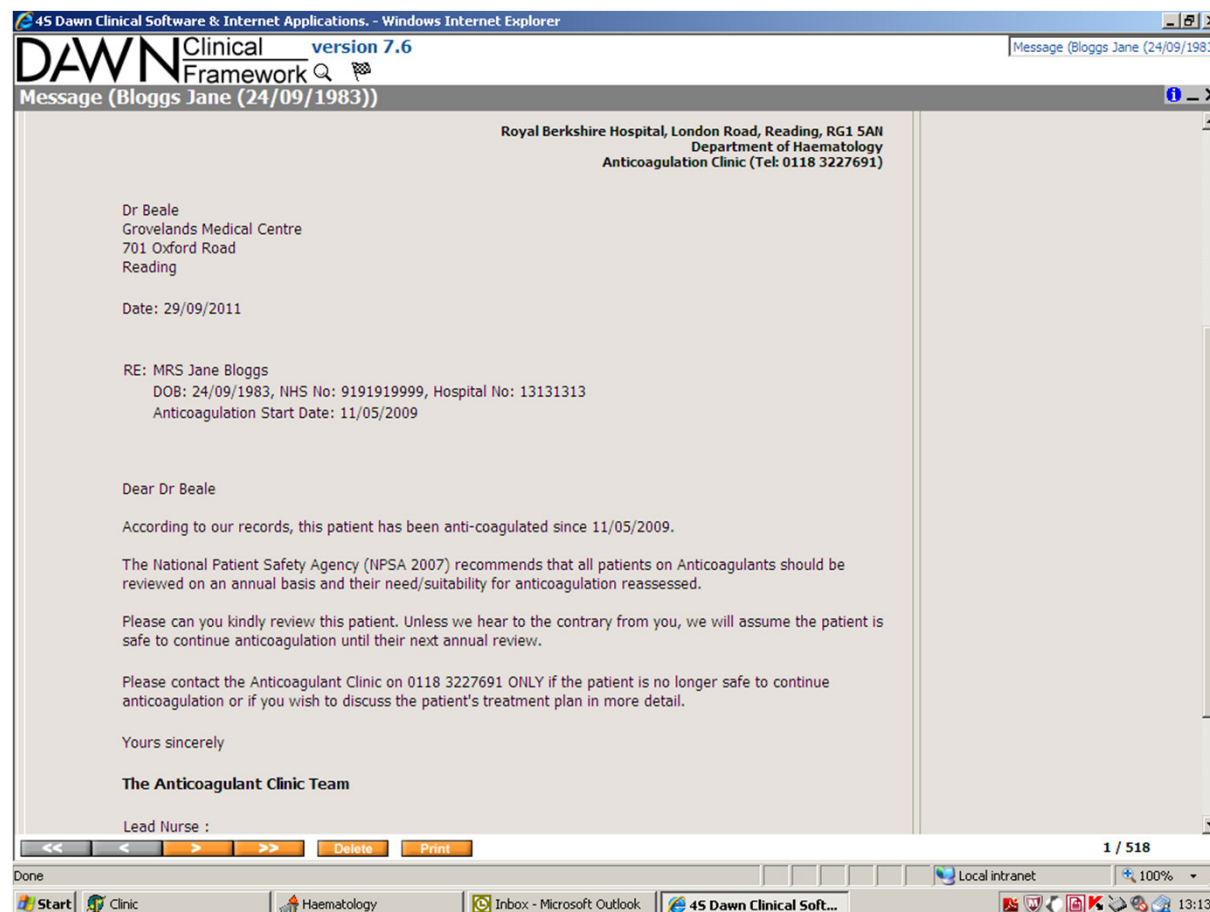 4S Dawn Clinical Software & Internet Applications. - Windows Internet Explorer
DAWN Clinical Framework version 7.6
Message (Bloggs Jane (24/09/1983
Message (Bloggs Jane (24/09/1983))
Royal Berkshire Hospital, London Road, Reading, RG1 5AN
Department of Haematology
Anticoagulation Clinic (Tel: 0118 3227691)
Dr Beale
Grovelands Medical Centre
701 Oxford Road
Reading
Date: 29/09/2011
RE: MRS Jane Bloggs
DOB: 24/09/1983, NHS No: 9191919999, Hospital No: 13131313
Anticoagulation Start Date: 11/05/2009
Dear Dr Beale
According to our records, this patient has been anti-coagulated since 11/05/2009.
The National Patient Safety Agency (NPSA 2007) recommends that all patients on Anticoagulants should be
reviewed on an annual basis and their need/suitability for anticoagulation reassessed.
Please can you kindly review this patient. Unless we hear to the contrary from you, we will assume the patient is
safe to continue anticoagulation until their next annual review.
Please contact the Anticoagulant Clinic on 0118 3227691 ONLY if the patient is no longer safe to continue
anticoagulation or if you wish to discuss the patient's treatment plan in more detail.
Yours sincerely
The Anticoagulant Clinic Team
Lead Nurse :
<< < > >> Delete Print 1 / 518
Done Local intranet 100%
Start Clinic Haematology Inbox - Microsoft Outlook 4S Dawn Clinical Soft... 13:13